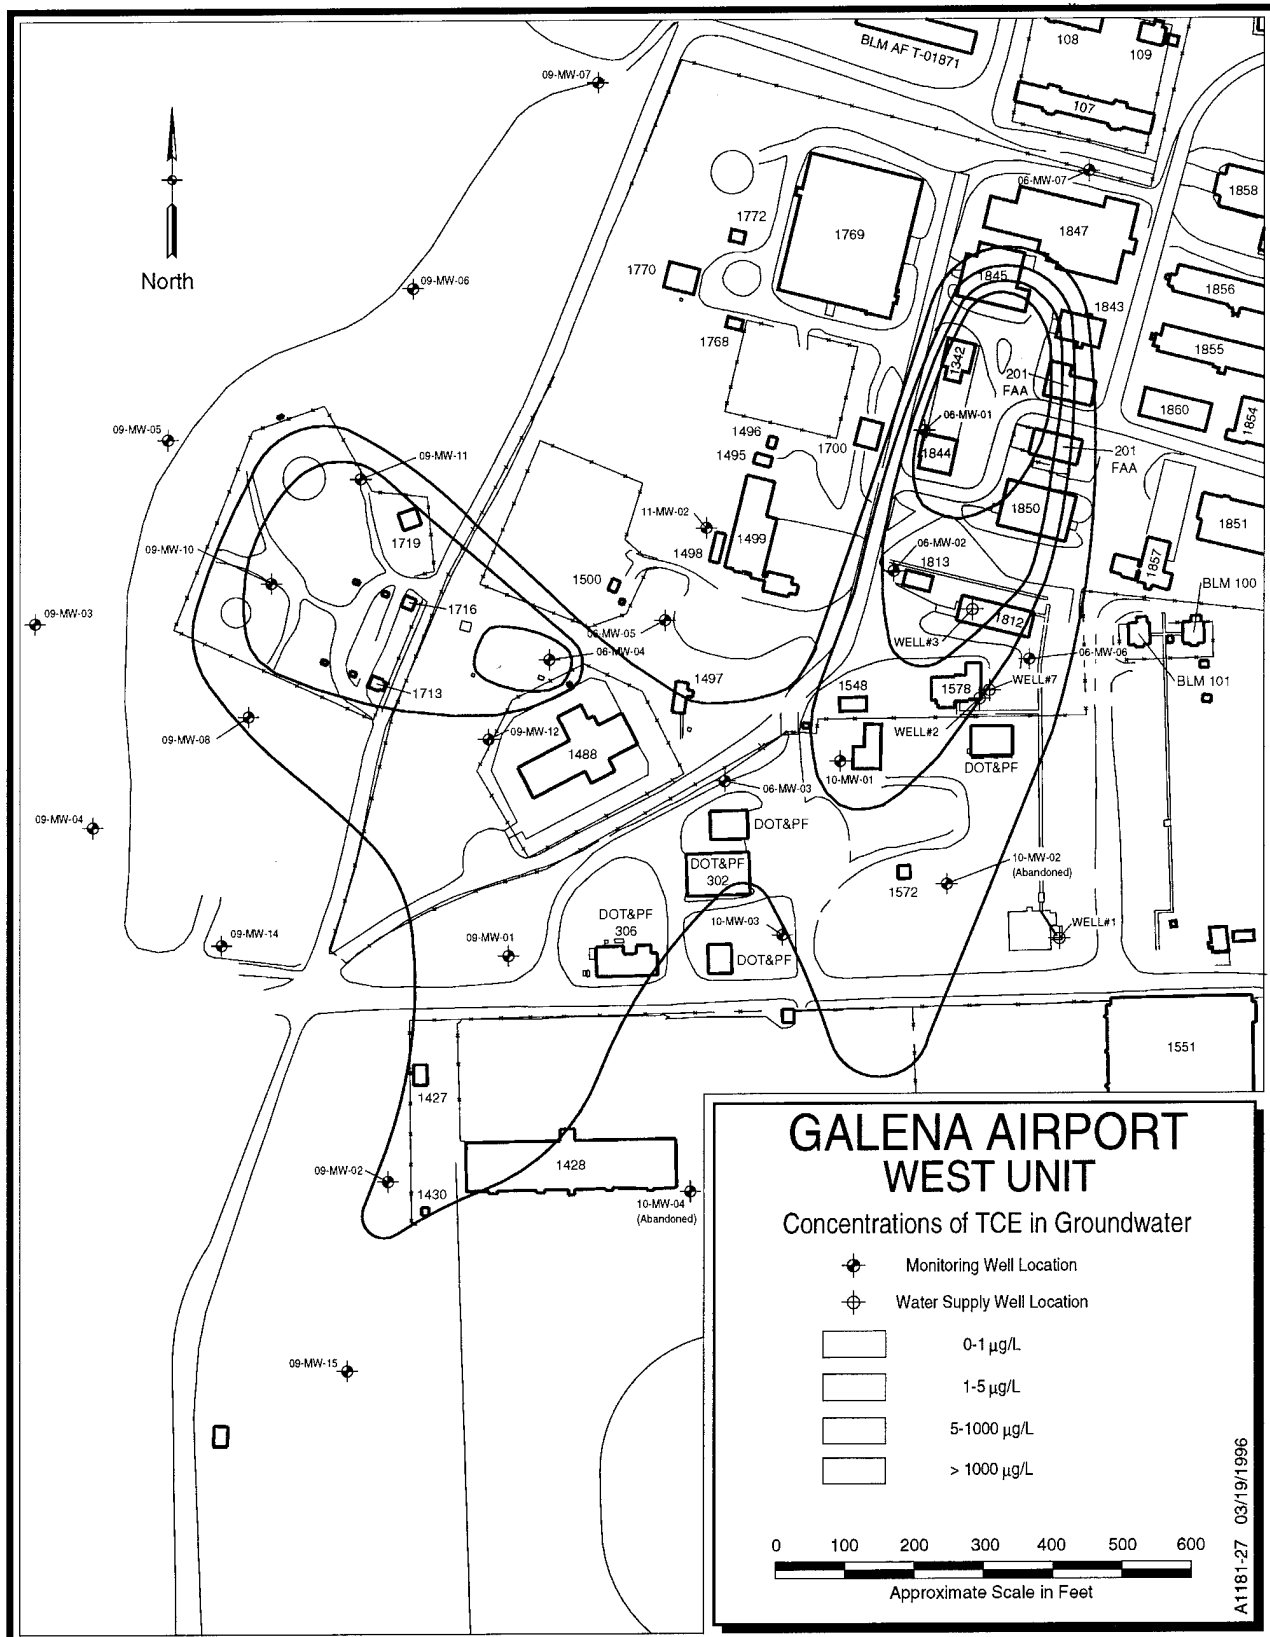 BLM AF T-01871
108
109
09-MW-07
107
06-MW-07
1858
North
1772
1769
1847
1770
1845
1856
09-MW-06
1843
1768
1855
1342
201
FAA
1860
1854
06-MW-01
09-MW-05
1496
1700
1495
1844
201
FAA
09-MW-11
1850
11-MW-02
1851
1719
1499
1498
06-MW-02
09-MW-10
1813
1857
BLM 100
1500
1716
09-MW-03
1812
06-MW-05
WELL#3
06-MW-04
06-MW-06
1497
BLM 101
1713
1548
1578
WELL#7
09-MW-08
09-MW-12
WELL#2
1488
DOT&PF
10-MW-01
06-MW-03
09-MW-04
DOT&PF
DOT&PF
302
10-MW-02
(Abandoned)
1572
DOT&PF
306
10-MW-03
WELL#1
09-MW-14
09-MW-01
DOT&PF
1551
1427
1428
09-MW-02
1430
10-MW-04
(Abandoned)
09-MW-15
GALENA AIRPORT
WEST UNIT
Concentrations of TCE in Groundwater
Monitoring Well Location
Water Supply Well Location
0-1 µg/L
1-5 µg/L
5-1000 µg/L
> 1000 µg/L
0 100 200 300 400 500 600
Approximate Scale in Feet
A1181-27 03/19/1996